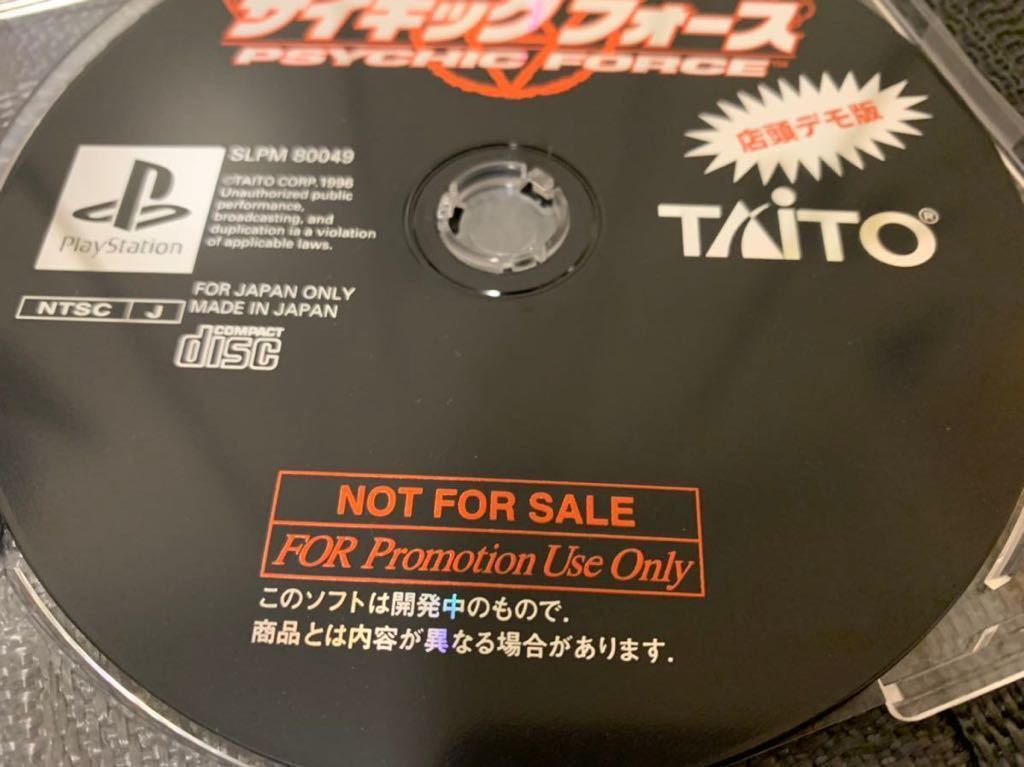 サイキックフォース
PSYCHIC FORCE
店頭デモ版
TAiTO®
PlayStation
SLPM 80049
©TAITO CORP.1996
Unauthorized public
performance,
broadcasting, and
duplication is a violation
of applicable laws.
NTSC J
FOR JAPAN ONLY
MADE IN JAPAN
COMPACT
disc
NOT FOR SALE
FOR Promotion Use Only
このソフトは開発中のもので.
商品とは内容が異なる場合があります.